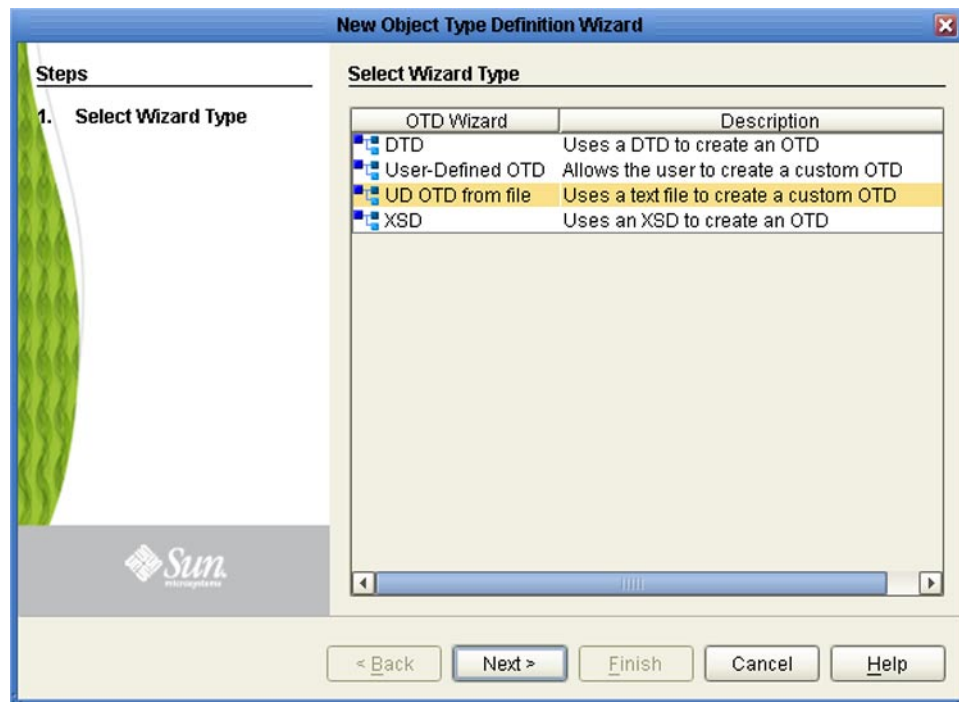 New Object Type Definition Wizard
Steps
1. Select Wizard Type
Select Wizard Type
OTD Wizard Description
DTD Uses a DTD to create an OTD
User-Defined OTD Allows the user to create a custom OTD
UD OTD from file Uses a text file to create a custom OTD
XSD Uses an XSD to create an OTD
Sun
microsystems
< Back Next > Finish Cancel Help